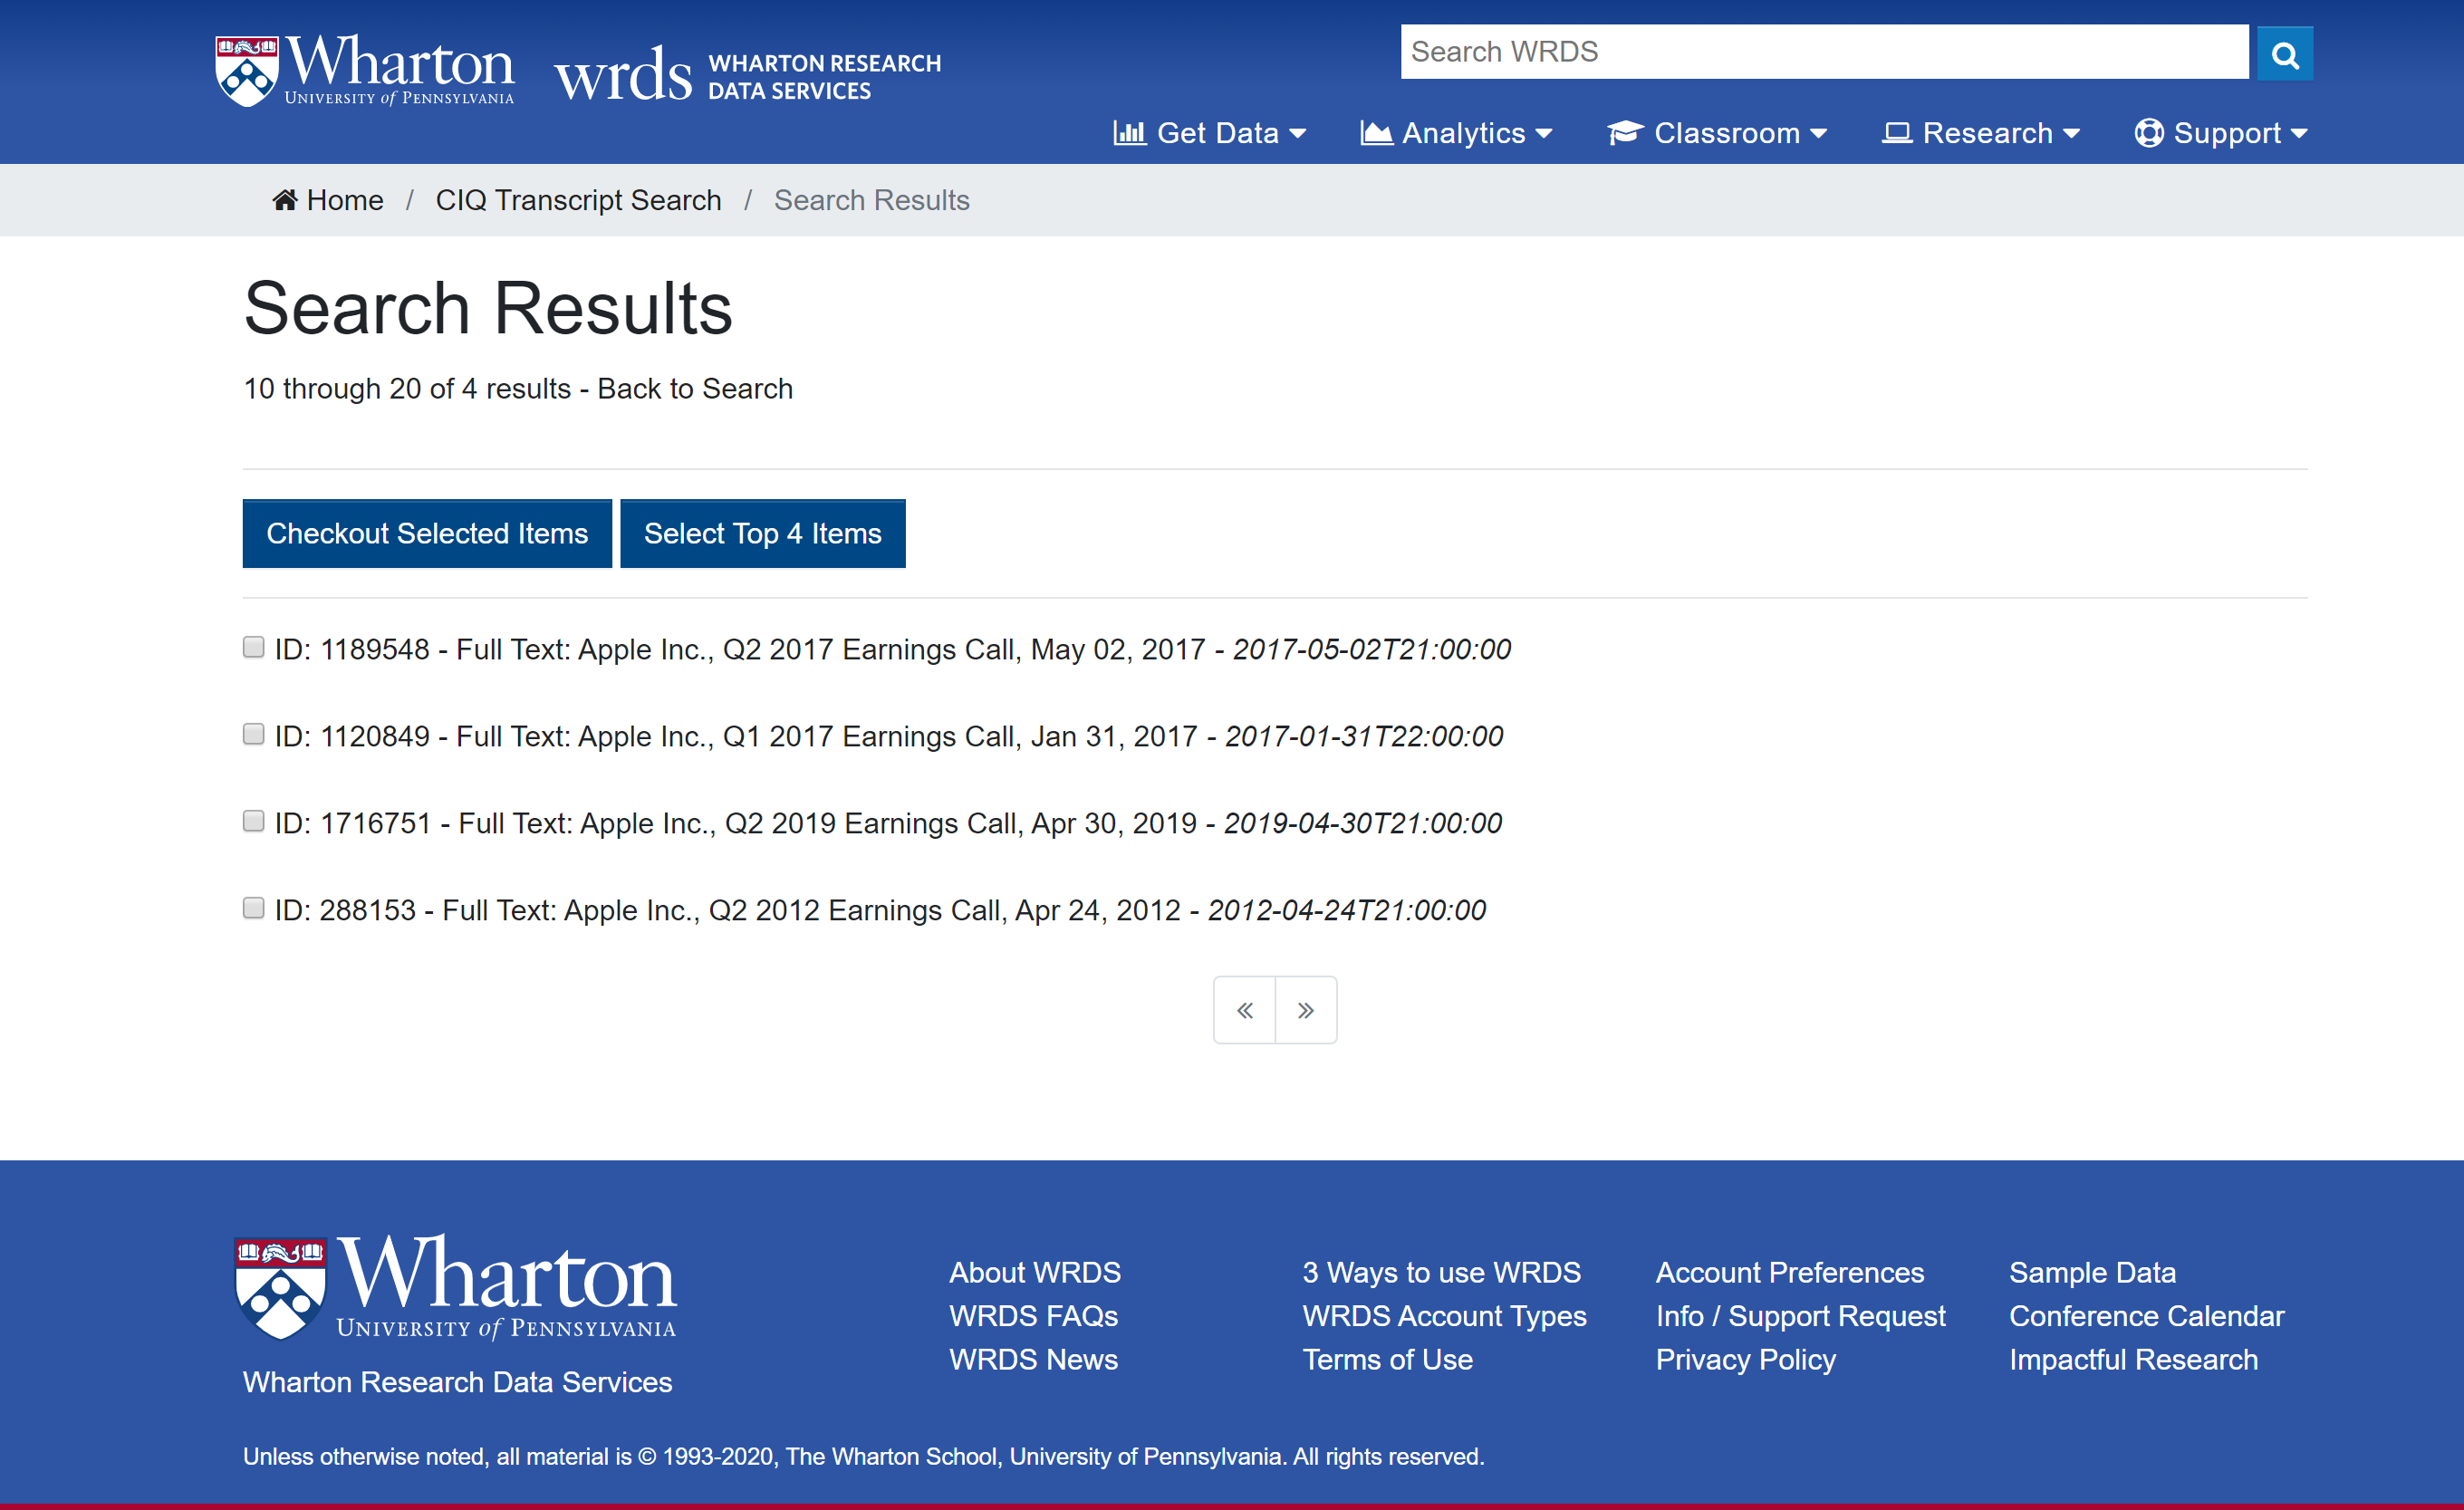 Wharton
UNIVERSITY of PENNSYLVANIA
wrds
WHARTON RESEARCH
DATA SERVICES
Search WRDS
Get Data
Analytics
Classroom
Research
Support
Home / CIQ Transcript Search / Search Results
Search Results
10 through 20 of 4 results - Back to Search
Checkout Selected Items
Select Top 4 Items
ID: 1189548 - Full Text: Apple Inc., Q2 2017 Earnings Call, May 02, 2017 - 2017-05-02T21:00:00
ID: 1120849 - Full Text: Apple Inc., Q1 2017 Earnings Call, Jan 31, 2017 - 2017-01-31T22:00:00
ID: 1716751 - Full Text: Apple Inc., Q2 2019 Earnings Call, Apr 30, 2019 - 2019-04-30T21:00:00
ID: 288153 - Full Text: Apple Inc., Q2 2012 Earnings Call, Apr 24, 2012 - 2012-04-24T21:00:00
« »
Wharton
UNIVERSITY of PENNSYLVANIA
Wharton Research Data Services
About WRDS
WRDS FAQs
WRDS News
3 Ways to use WRDS
WRDS Account Types
Terms of Use
Account Preferences
Info / Support Request
Privacy Policy
Sample Data
Conference Calendar
Impactful Research
Unless otherwise noted, all material is © 1993-2020, The Wharton School, University of Pennsylvania. All rights reserved.